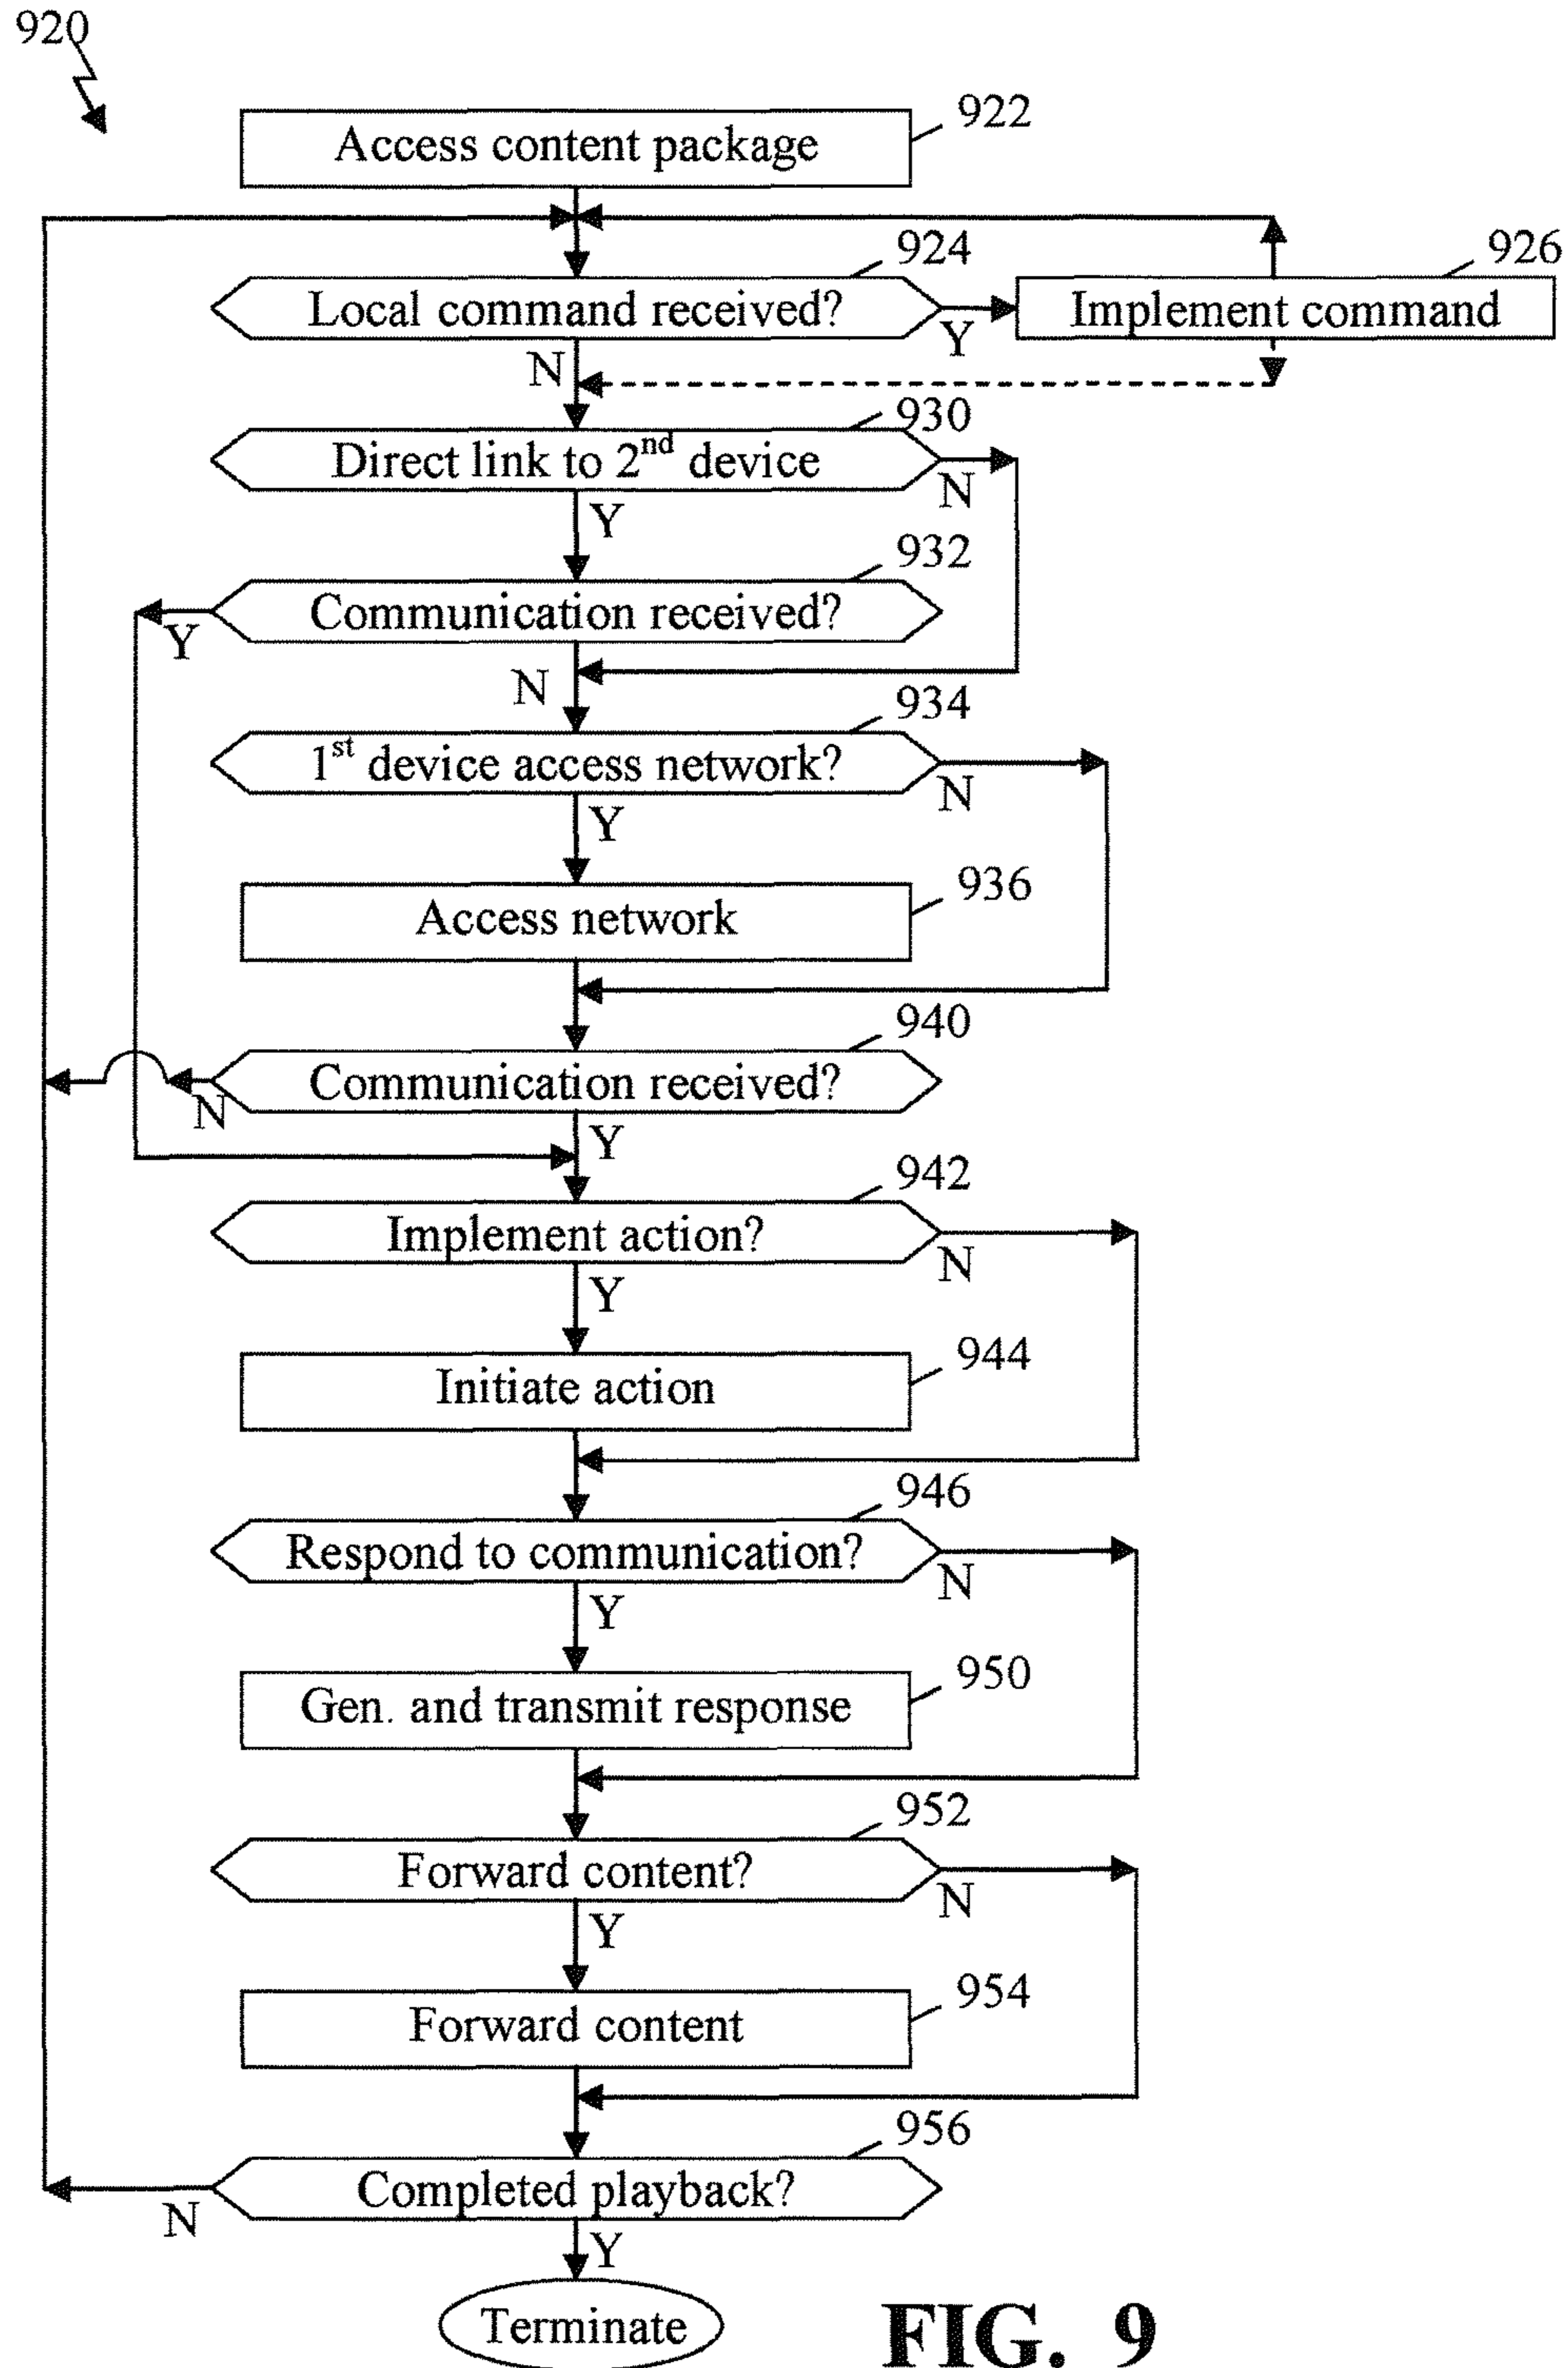 920
922
Access content package
924
926
Local command received?
Y
Implement command
N
930
Direct link to 2nd device
N
Y
932
Communication received?
Y
N
934
1st device access network?
N
Y
936
Access network
940
Communication received?
N
Y
942
Implement action?
N
Y
944
Initiate action
946
Respond to communication?
N
Y
950
Gen. and transmit response
952
Forward content?
N
Y
954
Forward content
956
Completed playback?
N
Y
Terminate
FIG. 9